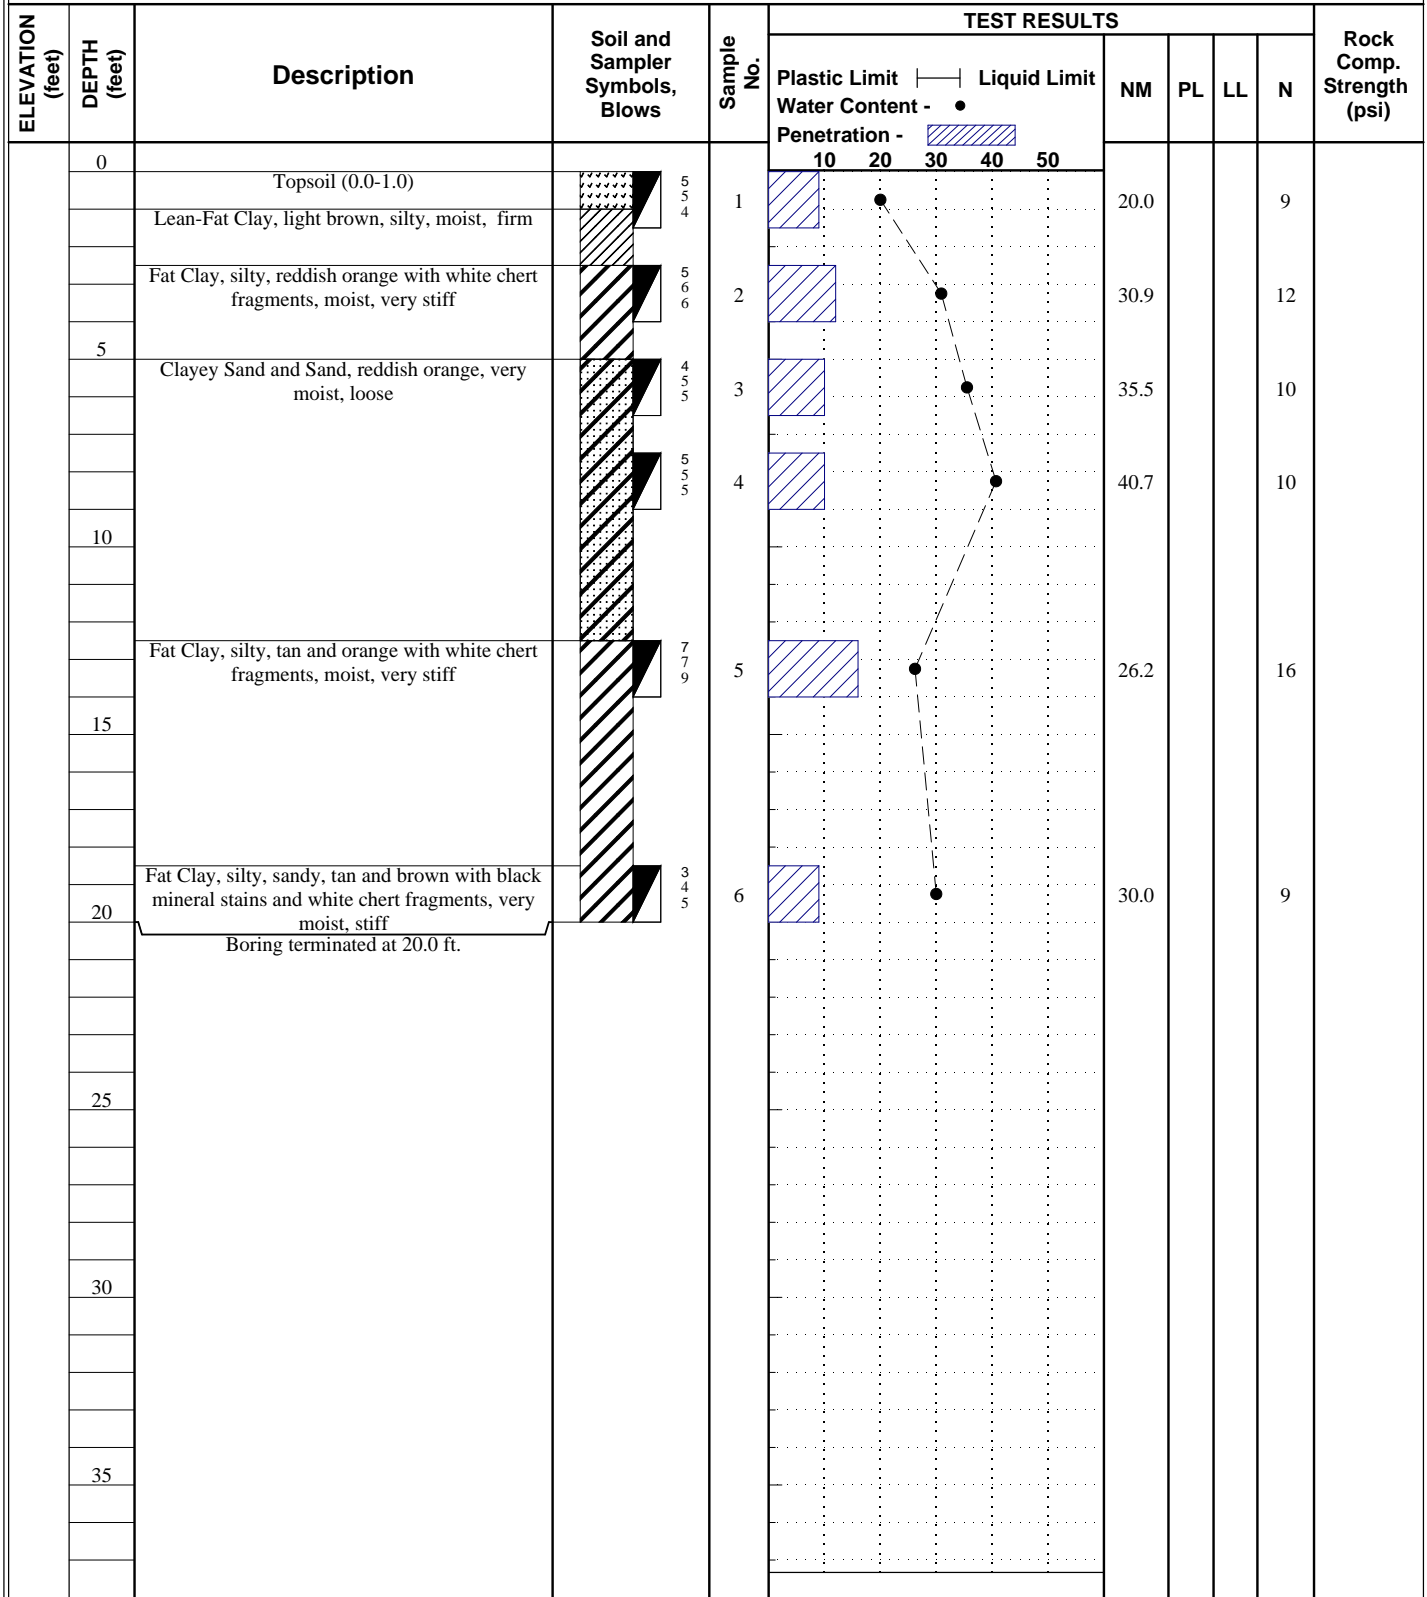 TEST RESULTS
ELEVATION
(feet)
DEPTH
(feet)
Description
Soil and
Sampler
Symbols,
Blows
Sample
No.
Plastic Limit Liquid Limit
Water Content -
Penetration -
NM PL LL N
Rock
Comp.
Strength
(psi)
10 20 30 40 50
0
Topsoil (0.0-1.0)
5
5
4
1 20.0 9
Lean-Fat Clay, light brown, silty, moist, firm
Fat Clay, silty, reddish orange with white chert
fragments, moist, very stiff
5
6
6
2 30.9 12
5
Clayey Sand and Sand, reddish orange, very
moist, loose
4
5
5
3 35.5 10
5
5
5
4 40.7 10
10
Fat Clay, silty, tan and orange with white chert
fragments, moist, very stiff
7
7
9
5 26.2 16
15
Fat Clay, silty, sandy, tan and brown with black
mineral stains and white chert fragments, very
moist, stiff
3
4
5
6 30.0 9
20
Boring terminated at 20.0 ft.
25
30
35